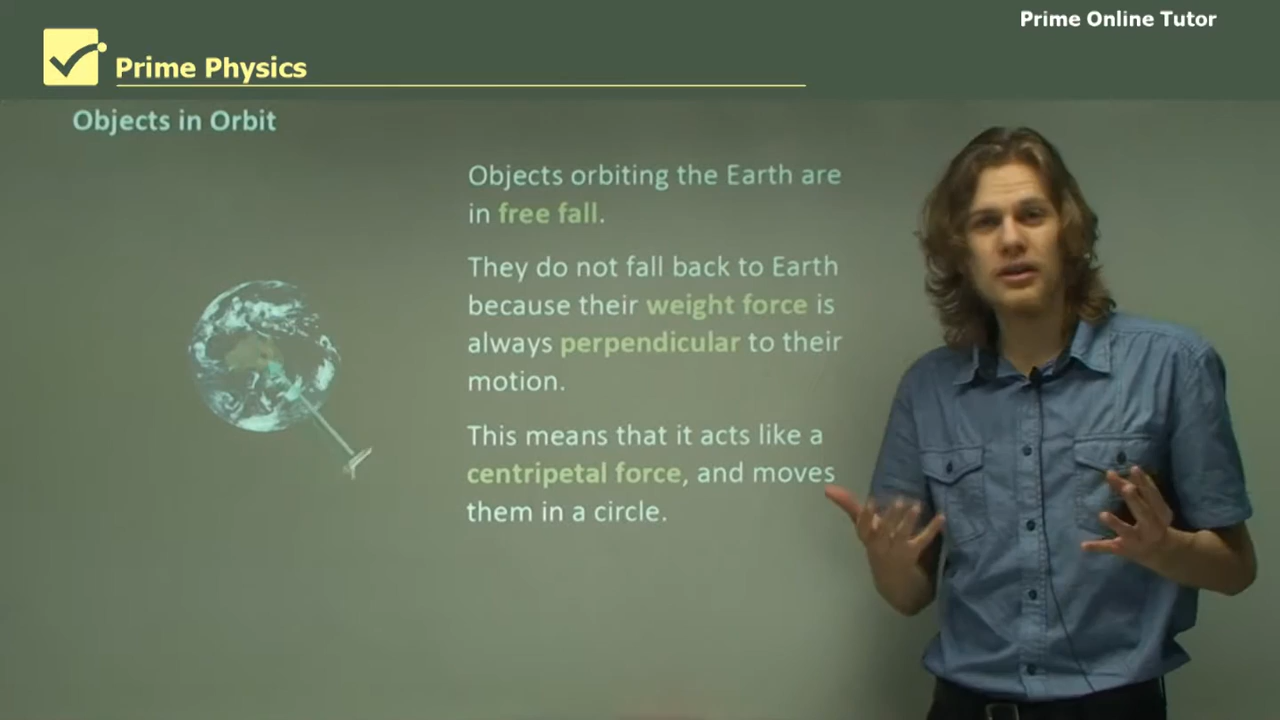 Prime Online Tutor
Prime Physics
Objects in Orbit
Objects orbiting the Earth are
in free fall.
They do not fall back to Earth
because their weight force is
always perpendicular to their
motion.
This means that it acts like a
centripetal force, and moves
them in a circle.